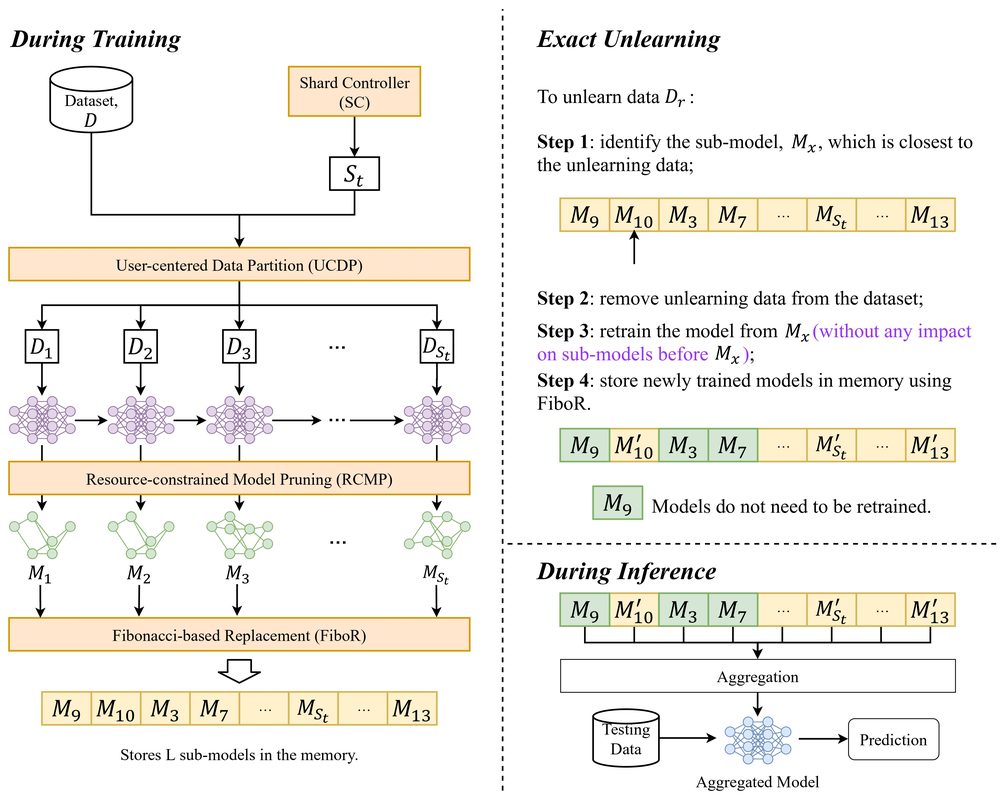 During Training
Dataset,
D
Shard Controller
(SC)
S_t
User-centered Data Partition (UCDP)
D_1 D_2 D_3 ... D_{S_t}
...
Resource-constrained Model Pruning (RCMP)
...
M_1 M_2 M_3 M_{S_t}
Fibonacci-based Replacement (FiboR)
M_9 M_10 M_3 M_7 ... M_{S_t} ... M_13
Stores L sub-models in the memory.
Exact Unlearning
To unlearn data D_r :
Step 1: identify the sub-model, M_x, which is closest to
the unlearning data;
M_9 M_10 M_3 M_7 ... M_{S_t} ... M_13
Step 2: remove unlearning data from the dataset;
Step 3: retrain the model from M_x (without any impact
on sub-models before M_x );
Step 4: store newly trained models in memory using
FiboR.
M_9 M'_10 M_3 M_7 ... M'_{S_t} ... M'_13
M_9 Models do not need to be retrained.
During Inference
M_9 M'_10 M_3 M_7 ... M'_{S_t} ... M'_13
Aggregation
Testing
Data
Prediction
Aggregated Model